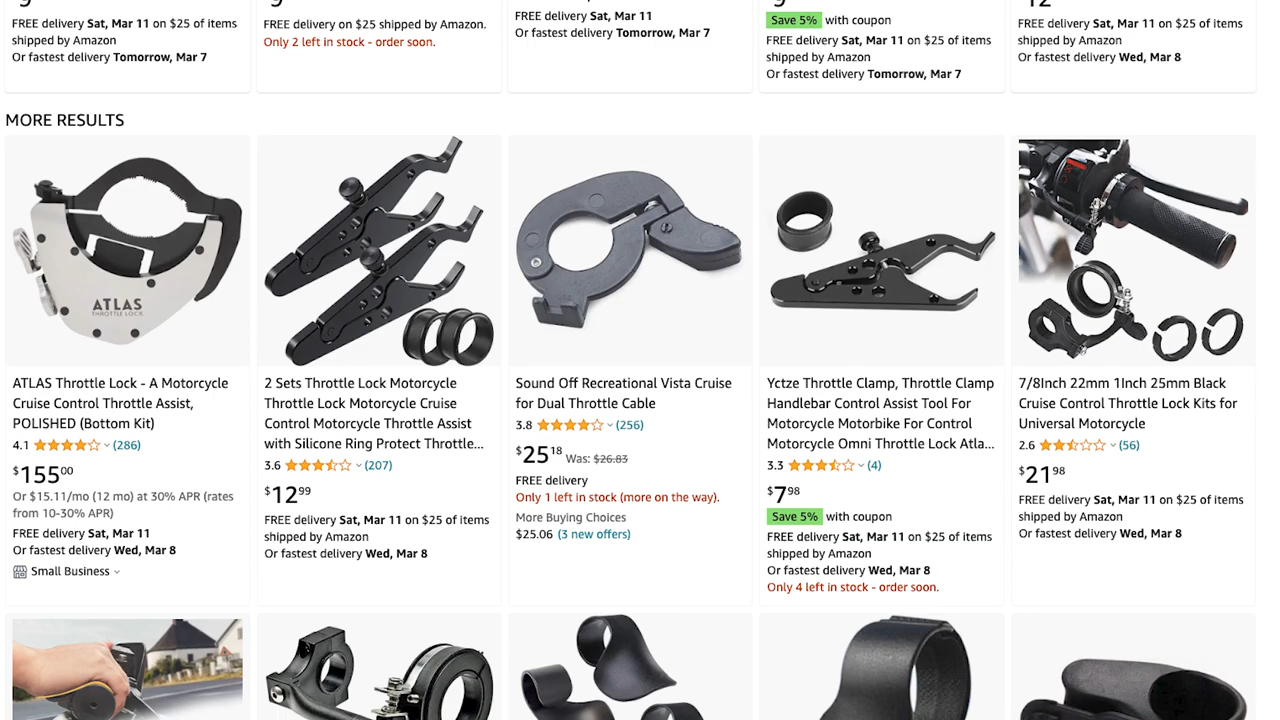 FREE delivery Sat, Mar 11 on $25 of items
shipped by Amazon
Or fastest delivery Tomorrow, Mar 7
FREE delivery on $25 shipped by Amazon.
Only 2 left in stock - order soon.
FREE delivery Sat, Mar 11
Or fastest delivery Tomorrow, Mar 7
Save 5% with coupon
FREE delivery Sat, Mar 11 on $25 of items
shipped by Amazon
Or fastest delivery Tomorrow, Mar 7
FREE delivery Sat, Mar 11 on $25 of items
shipped by Amazon
Or fastest delivery Wed, Mar 8
MORE RESULTS
ATLAS
THROTTLE LOCK
ATLAS Throttle Lock - A Motorcycle
Cruise Control Throttle Assist,
POLISHED (Bottom Kit)
4.1 (286)
$15500
Or $15.11/mo (12 mo) at 30% APR (rates
from 10-30% APR)
FREE delivery Sat, Mar 11
Or fastest delivery Wed, Mar 8
Small Business
2 Sets Throttle Lock Motorcycle
Throttle Lock Motorcycle Cruise
Control Motorcycle Throttle Assist
with Silicone Ring Protect Throttle...
3.6 (207)
$1299
FREE delivery Sat, Mar 11 on $25 of items
shipped by Amazon
Or fastest delivery Wed, Mar 8
Sound Off Recreational Vista Cruise
for Dual Throttle Cable
3.8 (256)
$2518 Was: $26.83
FREE delivery
Only 1 left in stock (more on the way).
More Buying Choices
$25.06 (3 new offers)
Yctze Throttle Clamp, Throttle Clamp
Handlebar Control Assist Tool For
Motorcycle Motorbike For Control
Motorcycle Omni Throttle Lock Atla...
3.3 (4)
$798
Save 5% with coupon
FREE delivery Sat, Mar 11 on $25 of items
shipped by Amazon
Or fastest delivery Wed, Mar 8
Only 4 left in stock - order soon.
7/8Inch 22mm 1Inch 25mm Black
Cruise Control Throttle Lock Kits for
Universal Motorcycle
2.6 (56)
$2198
FREE delivery Sat, Mar 11 on $25 of items
shipped by Amazon
Or fastest delivery Wed, Mar 8